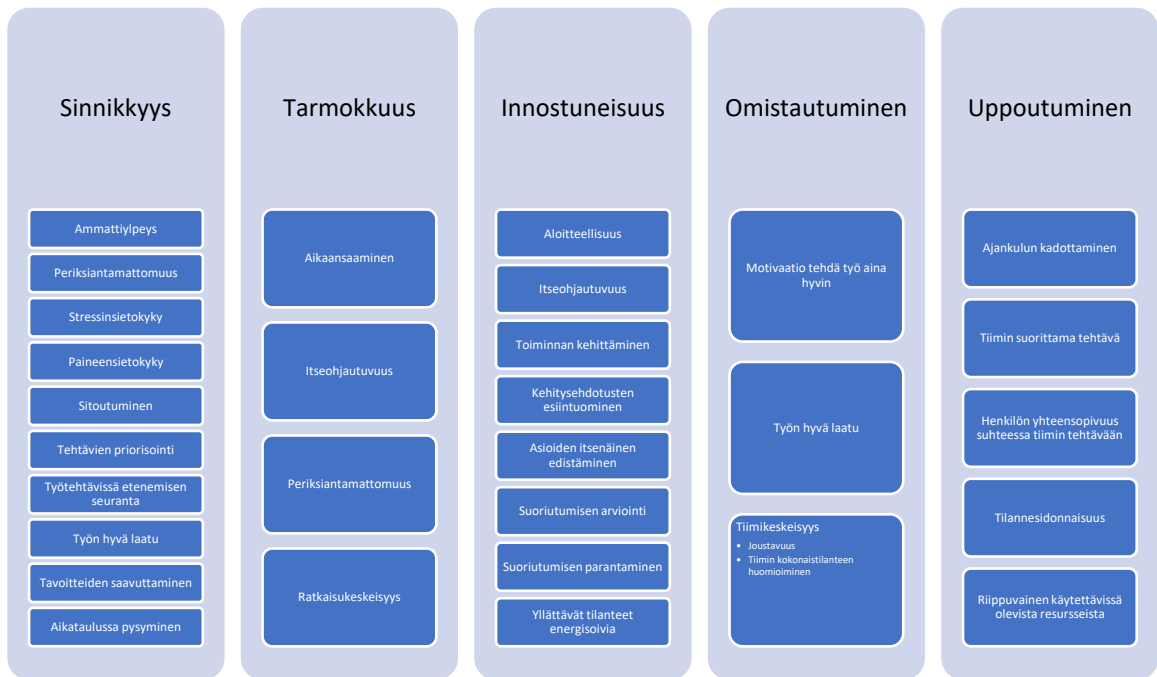 Sinnikkyys
Ammattiylpeys
Periksiantamattomuus
Stressinsietokyky
Paineensietokyky
Sitoutuminen
Tehtävien priorisointi
Työtehtävissä etenemisen
seuranta
Työn hyvä laatu
Tavoitteiden saavuttaminen
Aikataulussa pysyminen
Tarmokkuus
Aikaansaaminen
Itseohjautuvuus
Periksiantamattomuus
Ratkaisukeskeisyys
Innostuneisuus
Aloitteellisuus
Itseohjautuvuus
Toiminnan kehittäminen
Kehitysehdotusten
esiintuominen
Asioiden itsenäinen
edistäminen
Suoriutumisen arviointi
Suoriutumisen parantaminen
Yllättävät tilanteet
energisoivia
Omistautuminen
Motivaatio tehdä työ aina
hyvin
Työn hyvä laatu
Tiimikeskeisyys
• Joustavuus
• Tiimin kokonaistilanteen
huomioiminen
Uppoutuminen
Ajankulun kadottaminen
Tiimin suorittama tehtävä
Henkilön yhteensopivuus
suhteessa tiimin tehtävään
Tilannesidonnaisuus
Riippuvainen käytettävissä
olevista resursseista